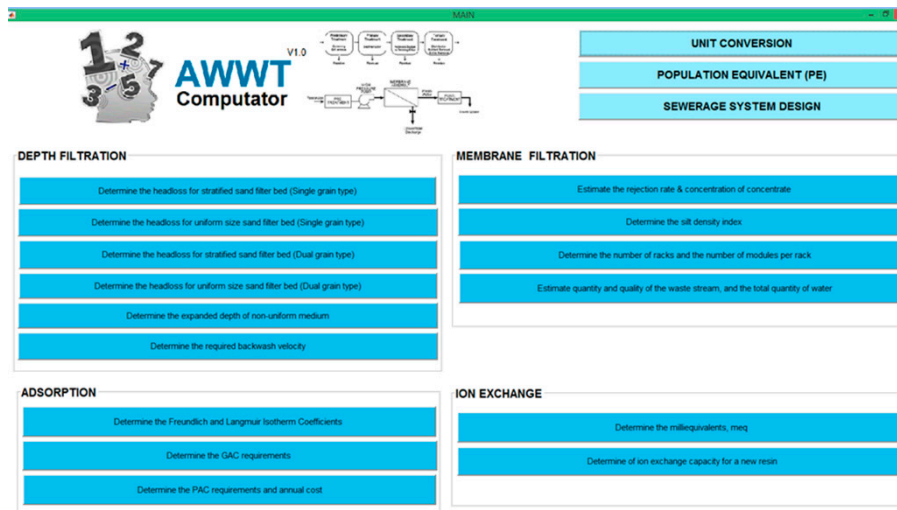 MAIN
1 2
+ 7
3 - 5
AWWT V1.0
Computator
UNIT CONVERSION
POPULATION EQUIVALENT (PE)
SEWERAGE SYSTEM DESIGN
DEPTH FILTRATION
Determine the headloss for stratified sand filter bed (Single grain type)
Determine the headloss for uniform size sand filter bed (Single grain type)
Determine the headloss for stratified sand filter bed (Dual grain type)
Determine the headloss for uniform size sand filter bed (Dual grain type)
Determine the expanded depth of non-uniform medium
Determine the required backwash velocity
MEMBRANE FILTRATION
Estimate the rejection rate & concentration of concentrate
Determine the silt density index
Determine the number of racks and the number of modules per rack
Estimate quantity and quality of the waste stream, and the total quantity of water
ADSORPTION
Determine the Freundlich and Langmuir Isotherm Coefficients
Determine the GAC requirements
Determine the PAC requirements and annual cost
ION EXCHANGE
Determine the milliequivalents, meq
Determine of ion exchange capacity for a new resin